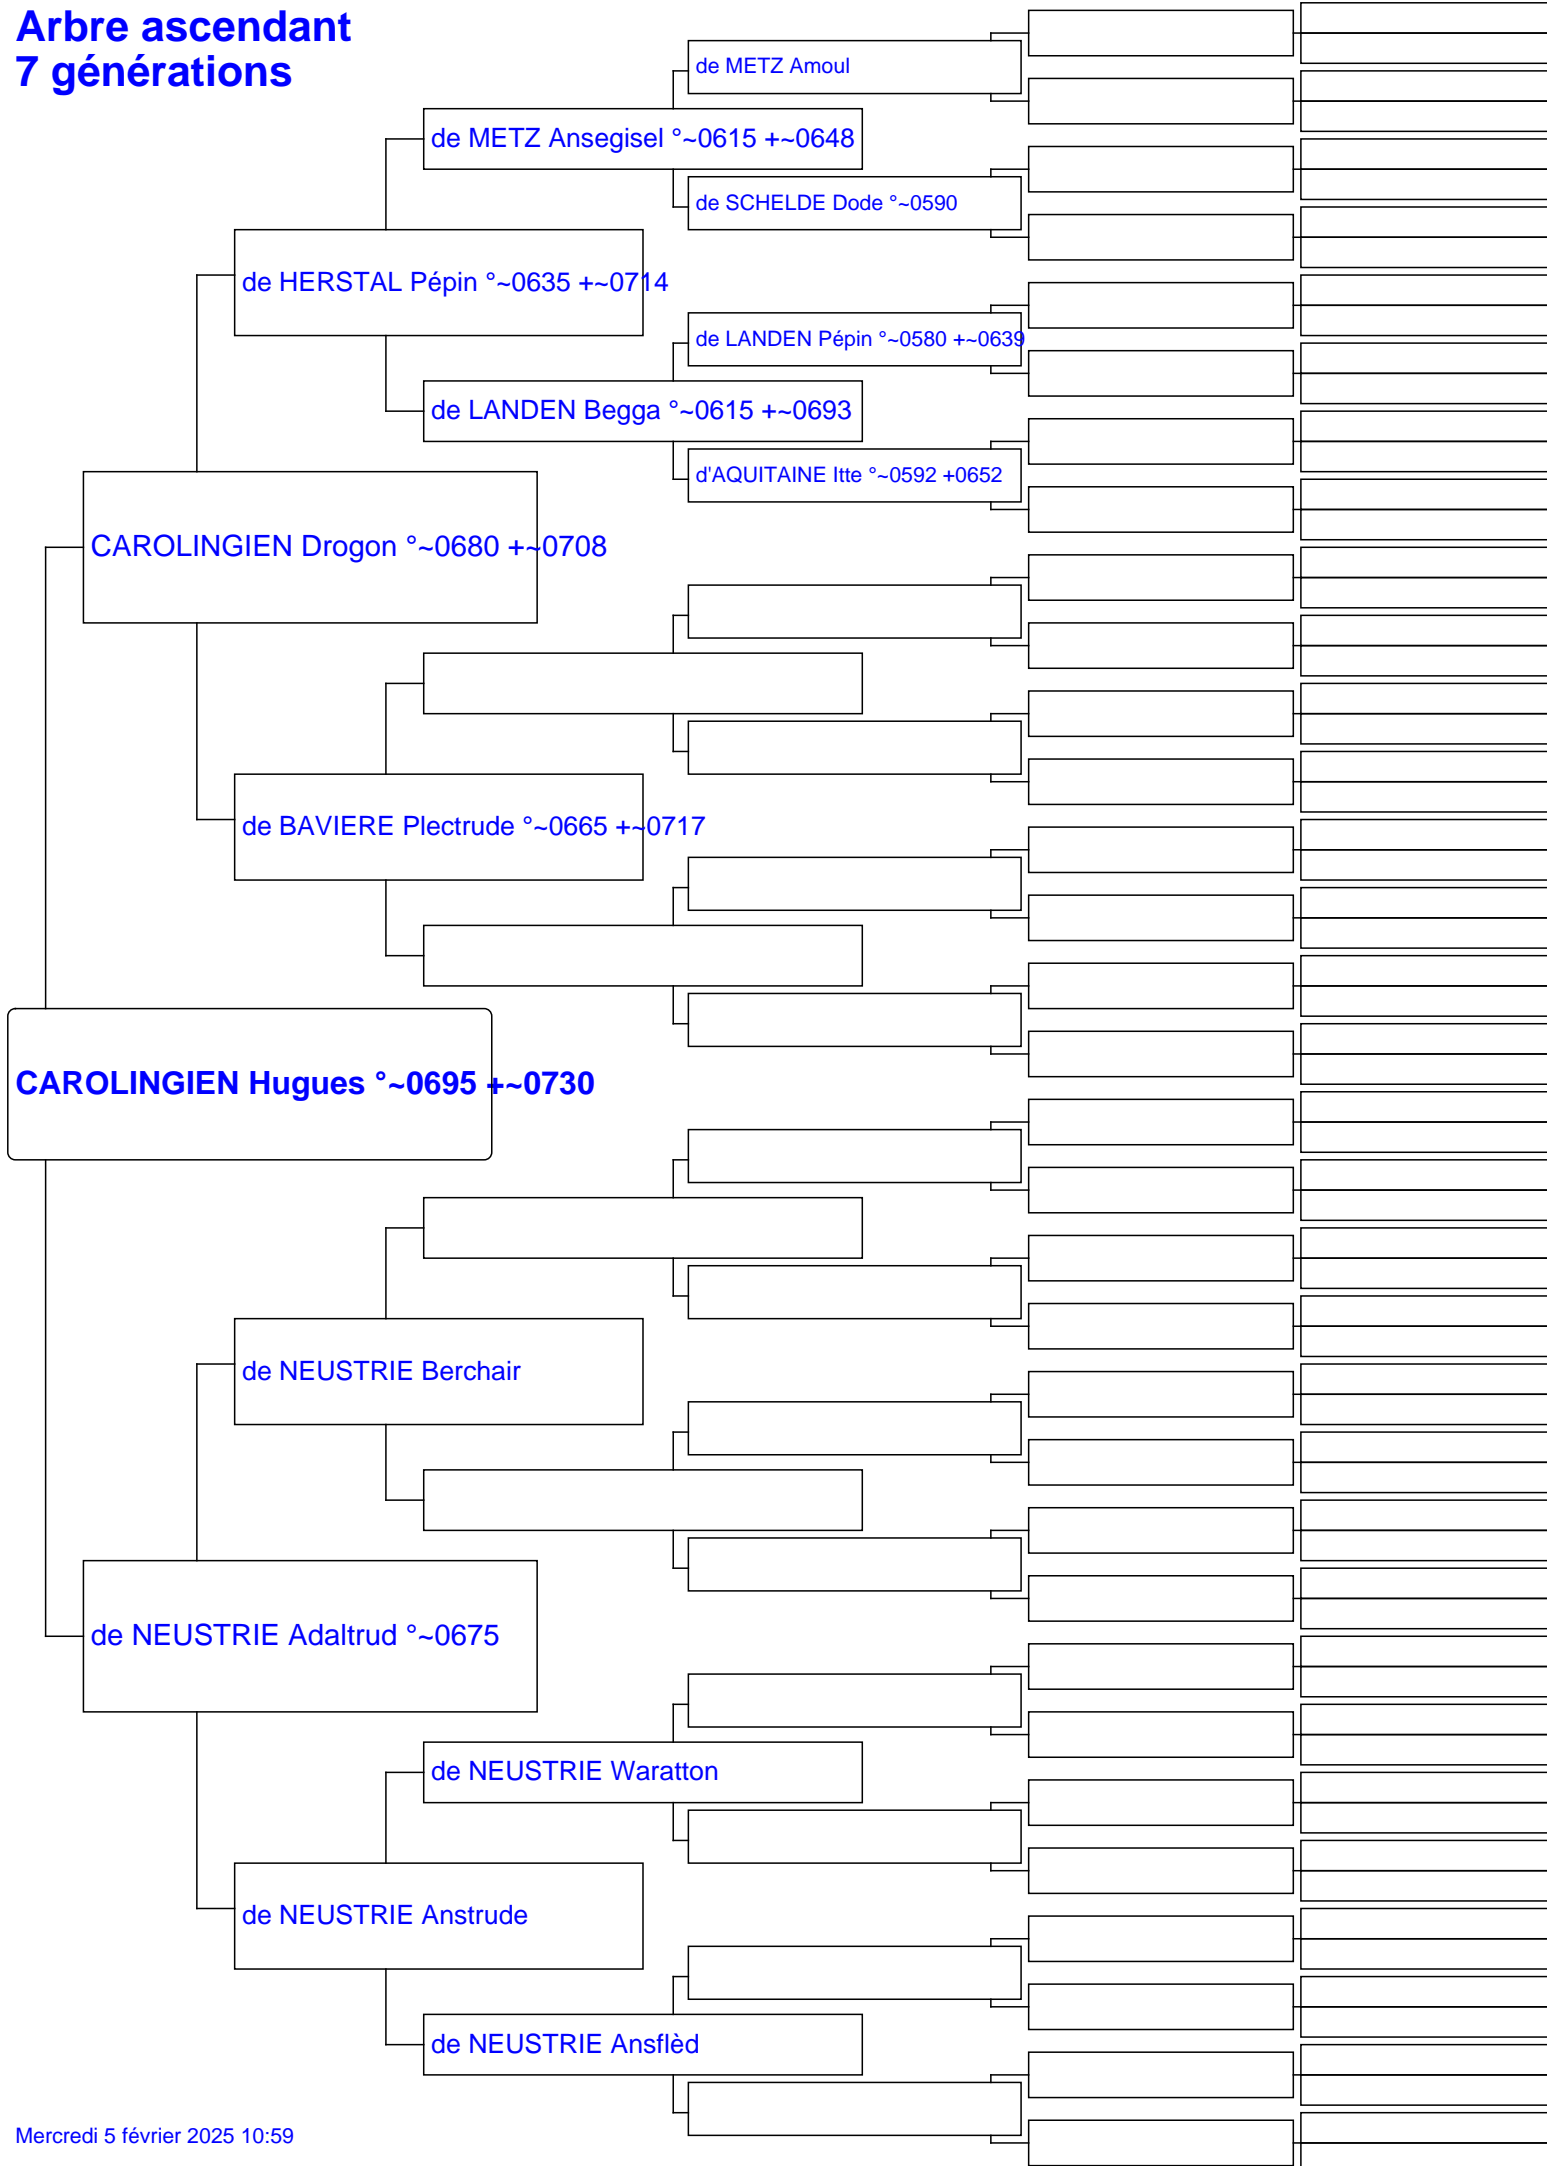 Arbre ascendant
7 générations
de METZ Amoul
de METZ Ansegisel °~0615 +~0648
de SCHELDE Dode °~0590
de HERSTAL Pépin °~0635 +~0714
de LANDEN Pépin °~0580 +~0639
de LANDEN Begga °~0615 +~0693
d'AQUITAINE Itte °~0592 +0652
CAROLINGIEN Drogon °~0680 +~0708
de BAVIERE Plectrude °~0665 +~0717
CAROLINGIEN Hugues °~0695 +~0730
de NEUSTRIE Berchair
de NEUSTRIE Adaltrud °~0675
de NEUSTRIE Waratton
de NEUSTRIE Anstrude
de NEUSTRIE Ansflèd
Mercredi 5 février 2025 10:59